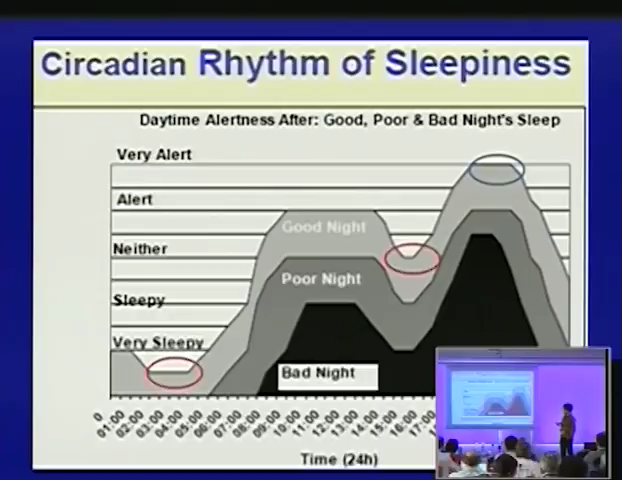 Circadian Rhythm of Sleepiness
Daytime Alertness After: Good, Poor & Bad Night's Sleep
Very Alert
Alert
Good Night
Neither
Poor Night
Sleepy
Very Sleepy
Bad Night
0 01:00 02:00 03:00 04:00 05:00 06:00 07:00 08:00 09:00 10:00 11:00 12:00 13:00 14:00 15:00 16:00 17:00
Time (24h)